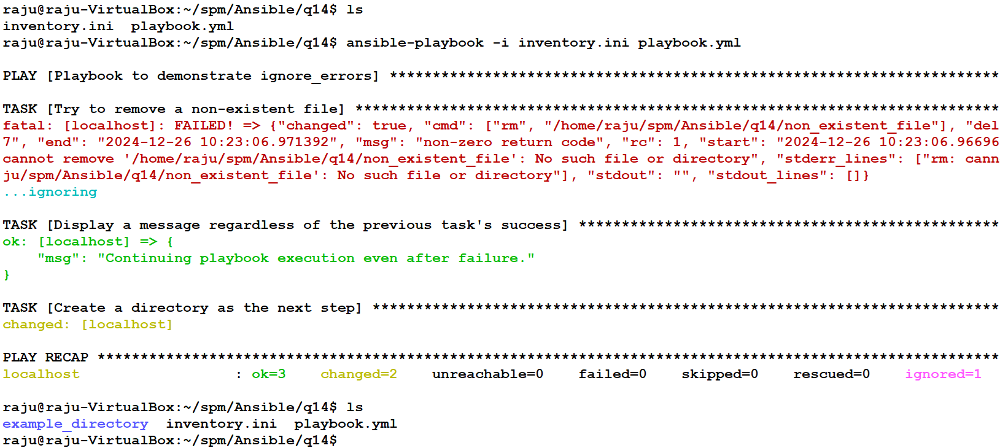 raju@raju-VirtualBox:~/spm/Ansible/q14$ ls
inventory.ini  playbook.yml
raju@raju-VirtualBox:~/spm/Ansible/q14$ ansible-playbook -i inventory.ini playbook.yml

PLAY [Playbook to demonstrate ignore_errors] ***********************************************************************

TASK [Try to remove a non-existent file] ***************************************************************************
fatal: [localhost]: FAILED! => {"changed": true, "cmd": ["rm", "/home/raju/spm/Ansible/q14/non_existent_file"], "del
7", "end": "2024-12-26 10:23:06.971392", "msg": "non-zero return code", "rc": 1, "start": "2024-12-26 10:23:06.96696
cannot remove '/home/raju/spm/Ansible/q14/non_existent_file': No such file or directory", "stderr_lines": ["rm: cann
ju/spm/Ansible/q14/non_existent_file': No such file or directory"], "stdout": "", "stdout_lines": []}
...ignoring

TASK [Display a message regardless of the previous task's success] *************************************************
ok: [localhost] => {
    "msg": "Continuing playbook execution even after failure."
}

TASK [Create a directory as the next step] *************************************************************************
changed: [localhost]

PLAY RECAP *********************************************************************************************************
localhost                  : ok=3    changed=2    unreachable=0    failed=0    skipped=0    rescued=0    ignored=1

raju@raju-VirtualBox:~/spm/Ansible/q14$ ls
example_directory  inventory.ini  playbook.yml
raju@raju-VirtualBox:~/spm/Ansible/q14$